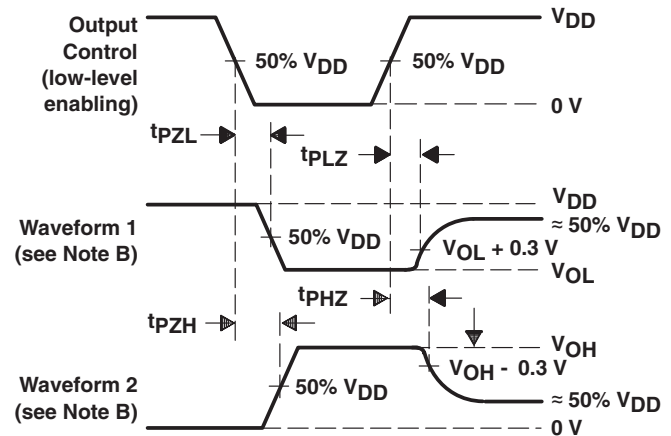 Output
Control
(low-level
enabling)
VDD
50% VDD
50% VDD
0 V
tPZL
tPLZ
VDD
Waveform 1
(see Note B)
50% VDD
≈ 50% VDD
VOL + 0.3 V
VOL
tPHZ
tPZH
VOH
VOH - 0.3 V
Waveform 2
(see Note B)
50% VDD
≈ 50% VDD
0 V